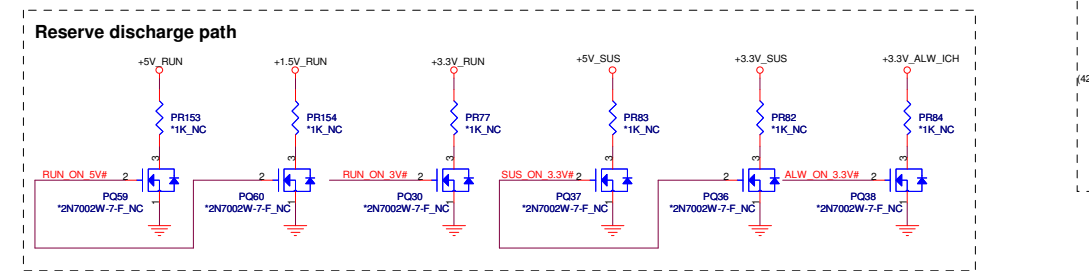 Reserve discharge path
+5V_RUN
+1.5V_RUN
+3.3V_RUN
+5V_SUS
+3.3V_SUS
+3.3V_ALW_ICH
PR153
*1K_NC
PR154
*1K_NC
PR77
*1K_NC
PR83
*1K_NC
PR82
*1K_NC
PR84
*1K_NC
(42
3
3
3
3
3
3
RUN_ON_5V#
2
2
RUN_ON_3V#
2
SUS_ON_3.3V#
2
2
ALW_ON_3.3V#
2
PQ59
*2N7002W-7-F_NC
1
PQ60
*2N7002W-7-F_NC
1
PQ30
*2N7002W-7-F_NC
1
PQ37
*2N7002W-7-F_NC
1
PQ36
*2N7002W-7-F_NC
1
PQ38
*2N7002W-7-F_NC
1